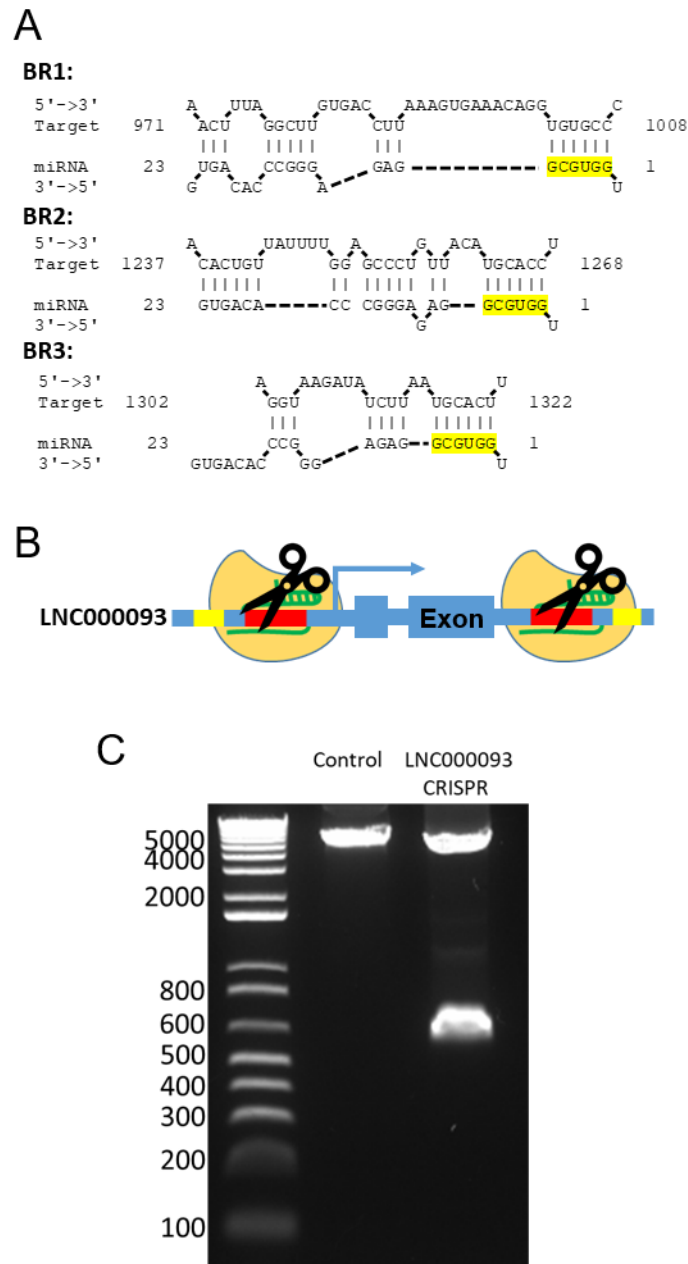 A
BR1:
5'->3' A UUA GUGAC AAAGUGAAACAGG C
Target 971 ACU GGCUU CUU UGUGCC 1008
miRNA 23 UGA CCGGG GAG GCGUGG 1
3'->5' G CAC A U
BR2:
5'->3' A UAUUUU A G ACA U
Target 1237 CACUGU GG GCCCU UU UGCACC 1268
miRNA 23 GUGACA CC CGGGA AG GCGUGG 1
3'->5' G U
BR3:
5'->3' A AAGAUA AA U
Target 1302 GGU UCUU UGCACU 1322
miRNA 23 CCG AGAG GCGUGG 1
3'->5' GUGACAC GG U
B
LNC000093 Exon
C
Control LNC000093
CRISPR
5000
4000
2000
800
600
500
400
300
200
100